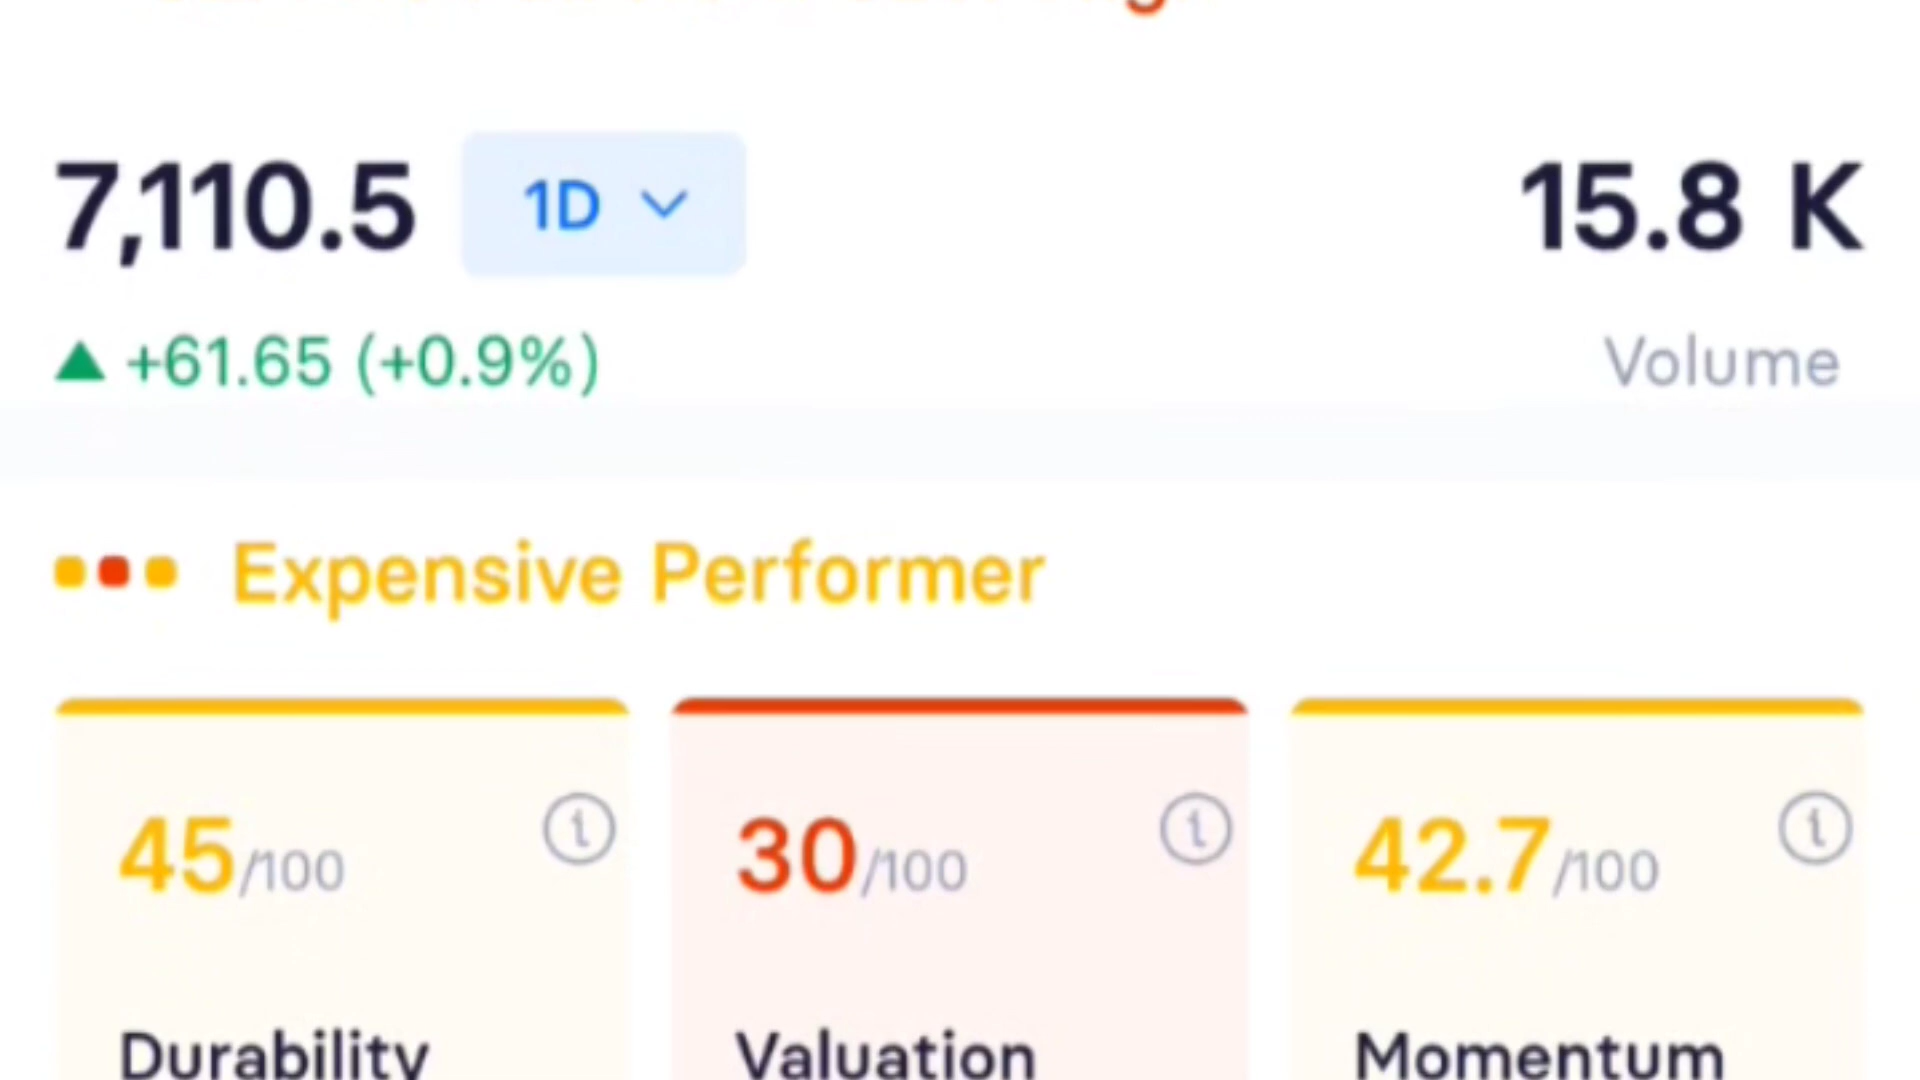 7,110.5 1D 15.8 K
+61.65 (+0.9%) Volume
Expensive Performer
45/100 30/100 42.7/100
Durability Valuation Momentum